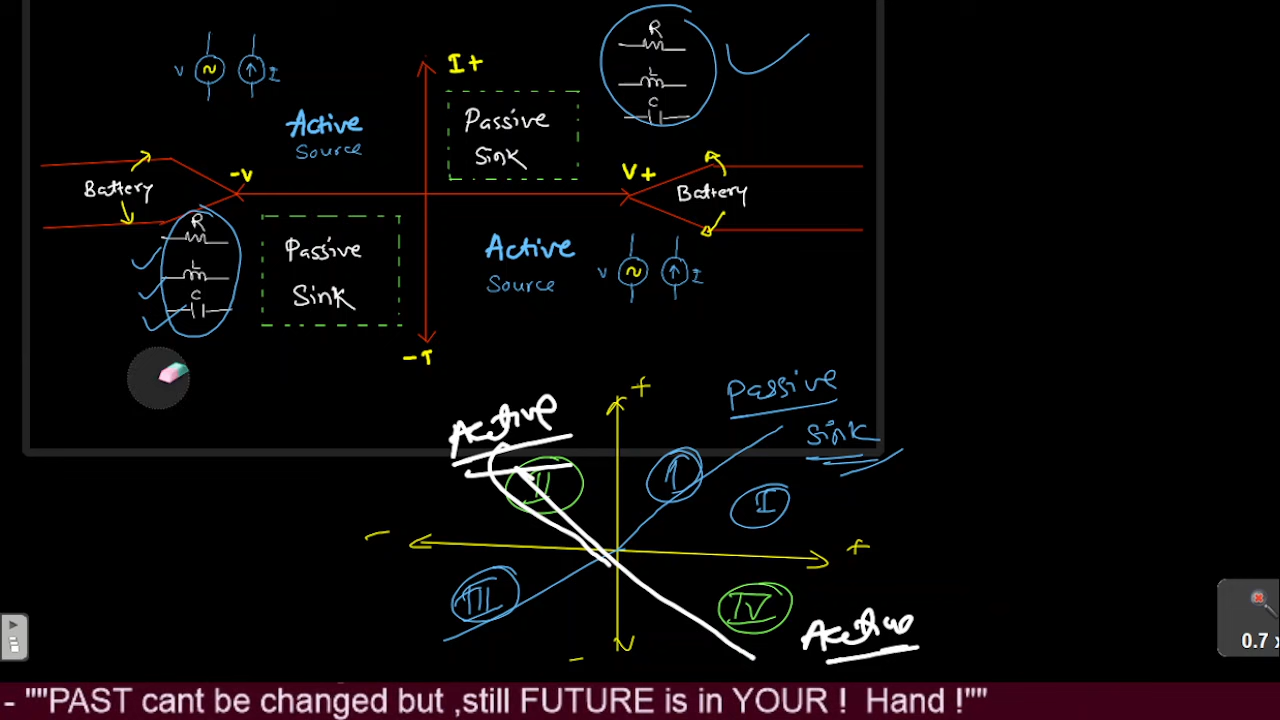 R
I+
L
V
I
C
Active
Source
Passive
Sink
-V
V+
Battery
Battery
R
L
C
Passive
Sink
Active
Source
V
I
-I
+
Passive
Sink
Active
II
I
I
-
+
III
IV
Active
-
0.7 x
- ""PAST cant be changed but ,still FUTURE is in YOUR ! Hand !""